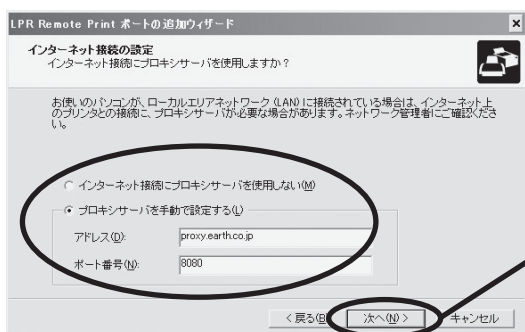 LPR Remote Print ポートの追加ウィザード
インターネット接続の設定
インターネット接続にプロキシサーバを使用しますか?
お使いのパソコンが、ローカルエリアネットワーク (LAN) に接続されている場合は、インターネット上
のプリンタとの接続に、プロキシサーバが必要な場合があります。ネットワーク管理者にご確認くださ
い。
インターネット接続にプロキシサーバを使用しない(M)
プロキシサーバを手動で設定する(L)
アドレス(D): proxy.earth.co.jp
ポート番号(N): 8080
< 戻る(B 次へ(N) > キャンセル